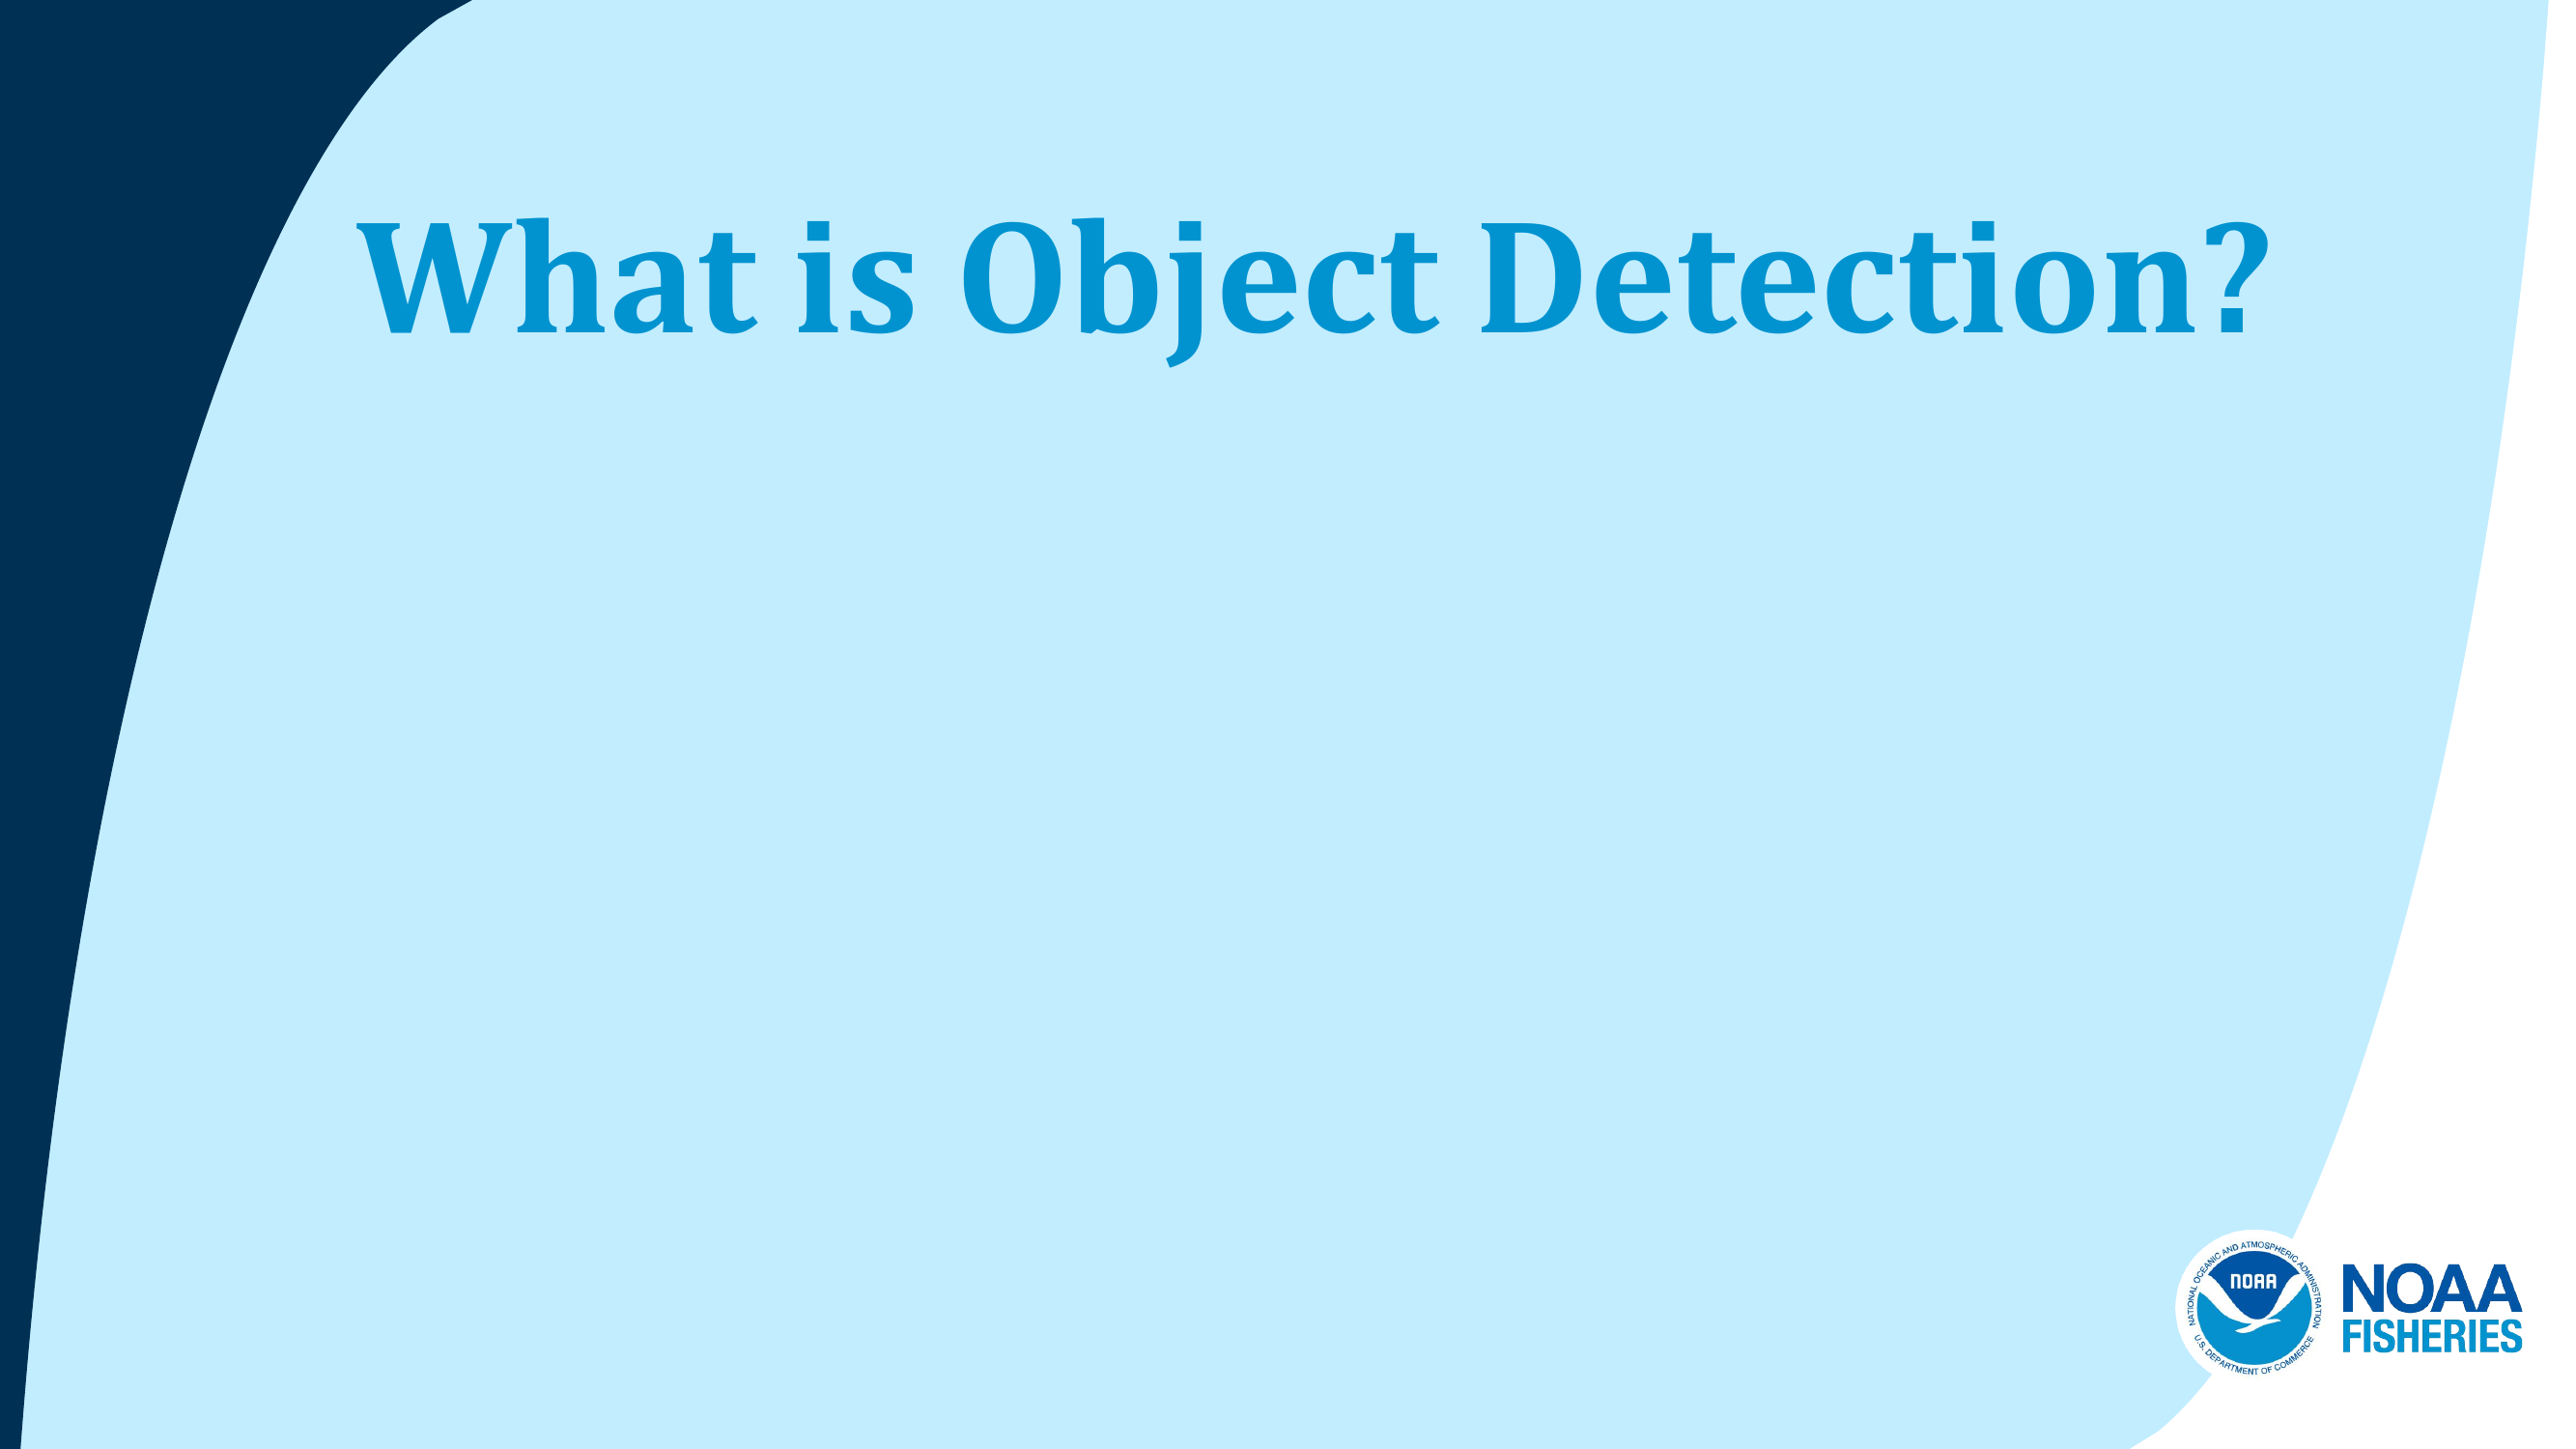 What is Object Detection?
NATIONAL OCEANIC AND ATMOSPHERIC ADMINISTRATION
NOAA
U.S. DEPARTMENT OF COMMERCE
NOAA
FISHERIES